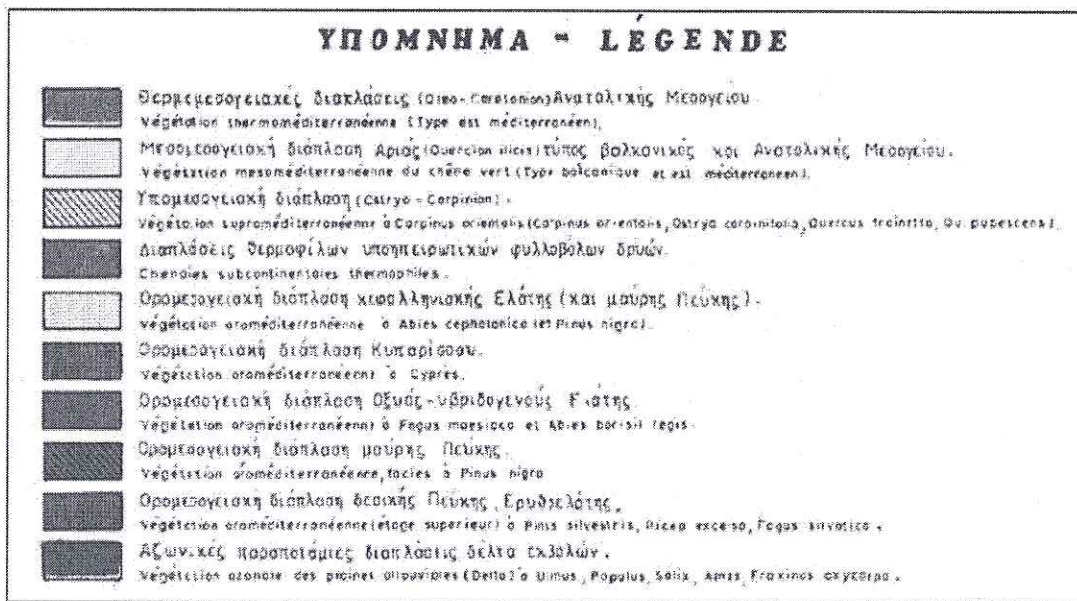 ΥΠΟΜΝΗΜΑ - LÉGENDE
Θερμεμεσογειακές διαπλάσεις (Oleo-Ceratonion) Ανατολικής Μεσογείου.
Végétation thermoméditerranéenne (Type est méditerranéen).
Μεσομεσογειακή διάπλαση Αριάς (Quercion ilicis) τύπος βαλκανικός και Ανατολικής Μεσογείου.
Végétation mesoméditerranéenne du chêne vert (Type balcanique et est méditerranéen).
Υπομεσογειακή διάπλαση (Ostryo-Carpinion).
Végétation supraméditerranéenne à Carpinus orientalis (Carpinus orientalis, Ostrya carpinifolia, Quercus frainetto, Qu. pubescens).
Διαπλάσεις θερμοφίλων υποηπειρωτικών φυλλοβόλων δρυών.
Chenaies subcontinentales thermophiles.
Ορομεσογειακή διάπλαση κεφαλληνιακής Ελάτης (και μαύρης Πεύκης).
Végétation oroméditerranéenne à Abies cephalonica (et Pinus nigra).
Ορομεσογειακή διάπλαση Κυπαρίσσου.
Végétation oroméditerranéenn) à Cyprès.
Ορομεσογειακή διάπλαση Οξυάς-υβριδογενούς Ελάτης
Végétation oroméditerranéenn) à Fagus moesiaca et Abies borisii regis.
Ορομεσογειακή διάπλαση μαύρης Πεύκης.
Végétation oroméditerranéenne, facies à Pinus nigra
Ορομεσογειακή διάπλαση δασικής Πεύκης, Ερυθρελάτης.
Végétation oroméditerranéenne (étage superieur) à Pinus silvestris, Picea excelsa, Fagus silvatica.
Αζωνικές παραποτάμιες διαπλάσεις δέλτα εκβολών.
Végétation azonale des plaines alluviales (Delta) à Ulmus, Populus, Salix, Fraxinus oxycarpa.